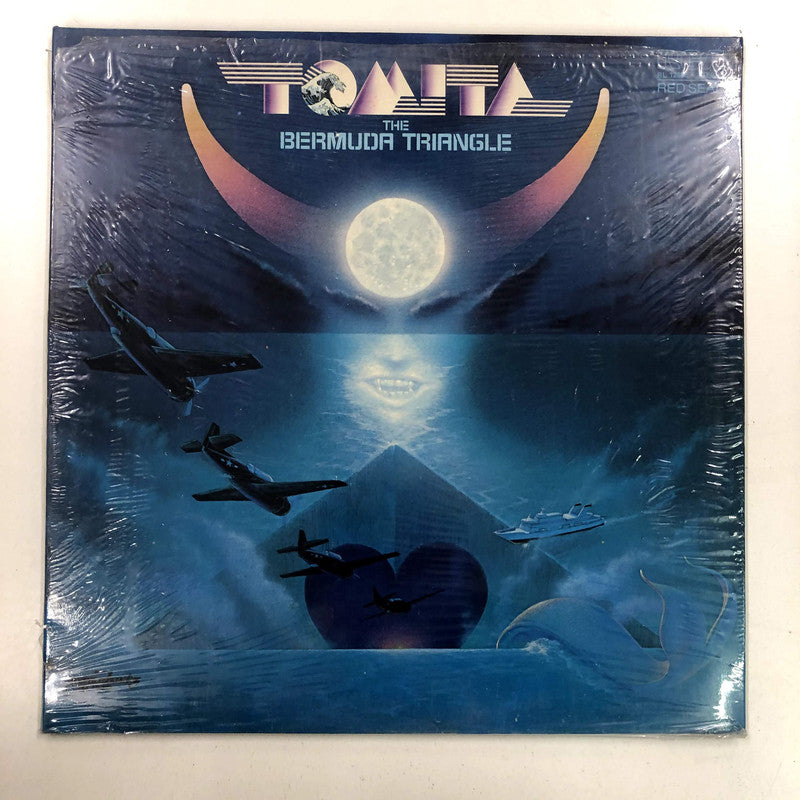 TOMITA
THE
BERMUDA TRIANGLE
RED SEAL